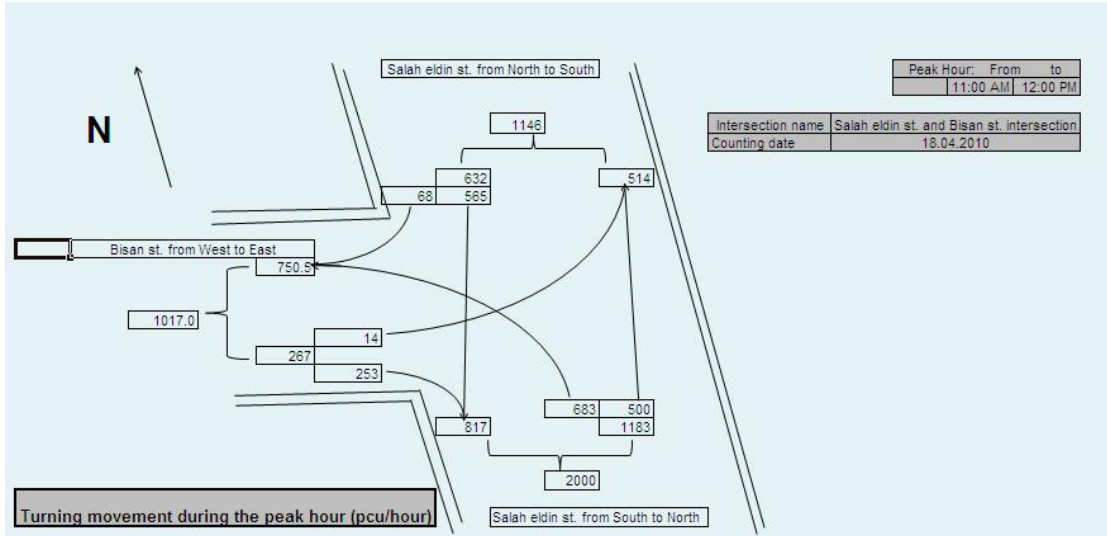 Salah eldin st. from North to South
Peak Hour: From to
11:00 AM 12:00 PM
N
1146
Intersection name Salah eldin st. and Bisan st. intersection
Counting date 18.04.2010
632 514
68 565
Bisan st. from West to East
750.5
1017.0
14
267
253
683 500
817 1183
2000
Turning movement during the peak hour (pcu/hour)
Salah eldin st. from South to North